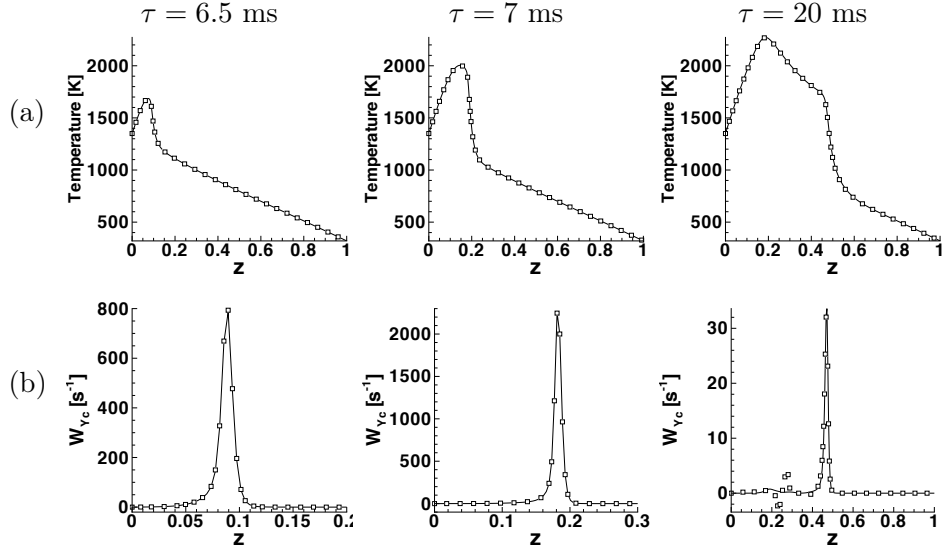 τ = 6.5 ms τ = 7 ms τ = 20 ms
(a)
Temperature [K]
2000
1500
1000
500
0 0.2 0.4 0.6 0.8 1
z
Temperature [K]
2000
1500
1000
500
0 0.2 0.4 0.6 0.8 1
z
Temperature [K]
2000
1500
1000
500
0 0.2 0.4 0.6 0.8 1
z
(b)
W_Yc [s⁻¹]
800
600
400
200
0
0 0.05 0.1 0.15 0.2
z
W_Yc [s⁻¹]
2000
1500
1000
500
0
0 0.1 0.2 0.3
z
W_Yc [s⁻¹]
30
20
10
0
0 0.2 0.4 0.6 0.8 1
z